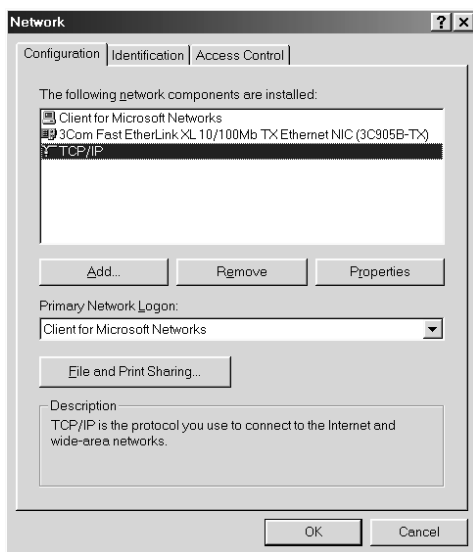 Network
Configuration Identification Access Control
The following network components are installed:
Client for Microsoft Networks
3Com Fast EtherLink XL 10/100Mb TX Ethernet NIC (3C905B-TX)
TCP/IP
Add... Remove Properties
Primary Network Logon:
Client for Microsoft Networks
File and Print Sharing...
Description
TCP/IP is the protocol you use to connect to the Internet and
wide-area networks.
OK Cancel